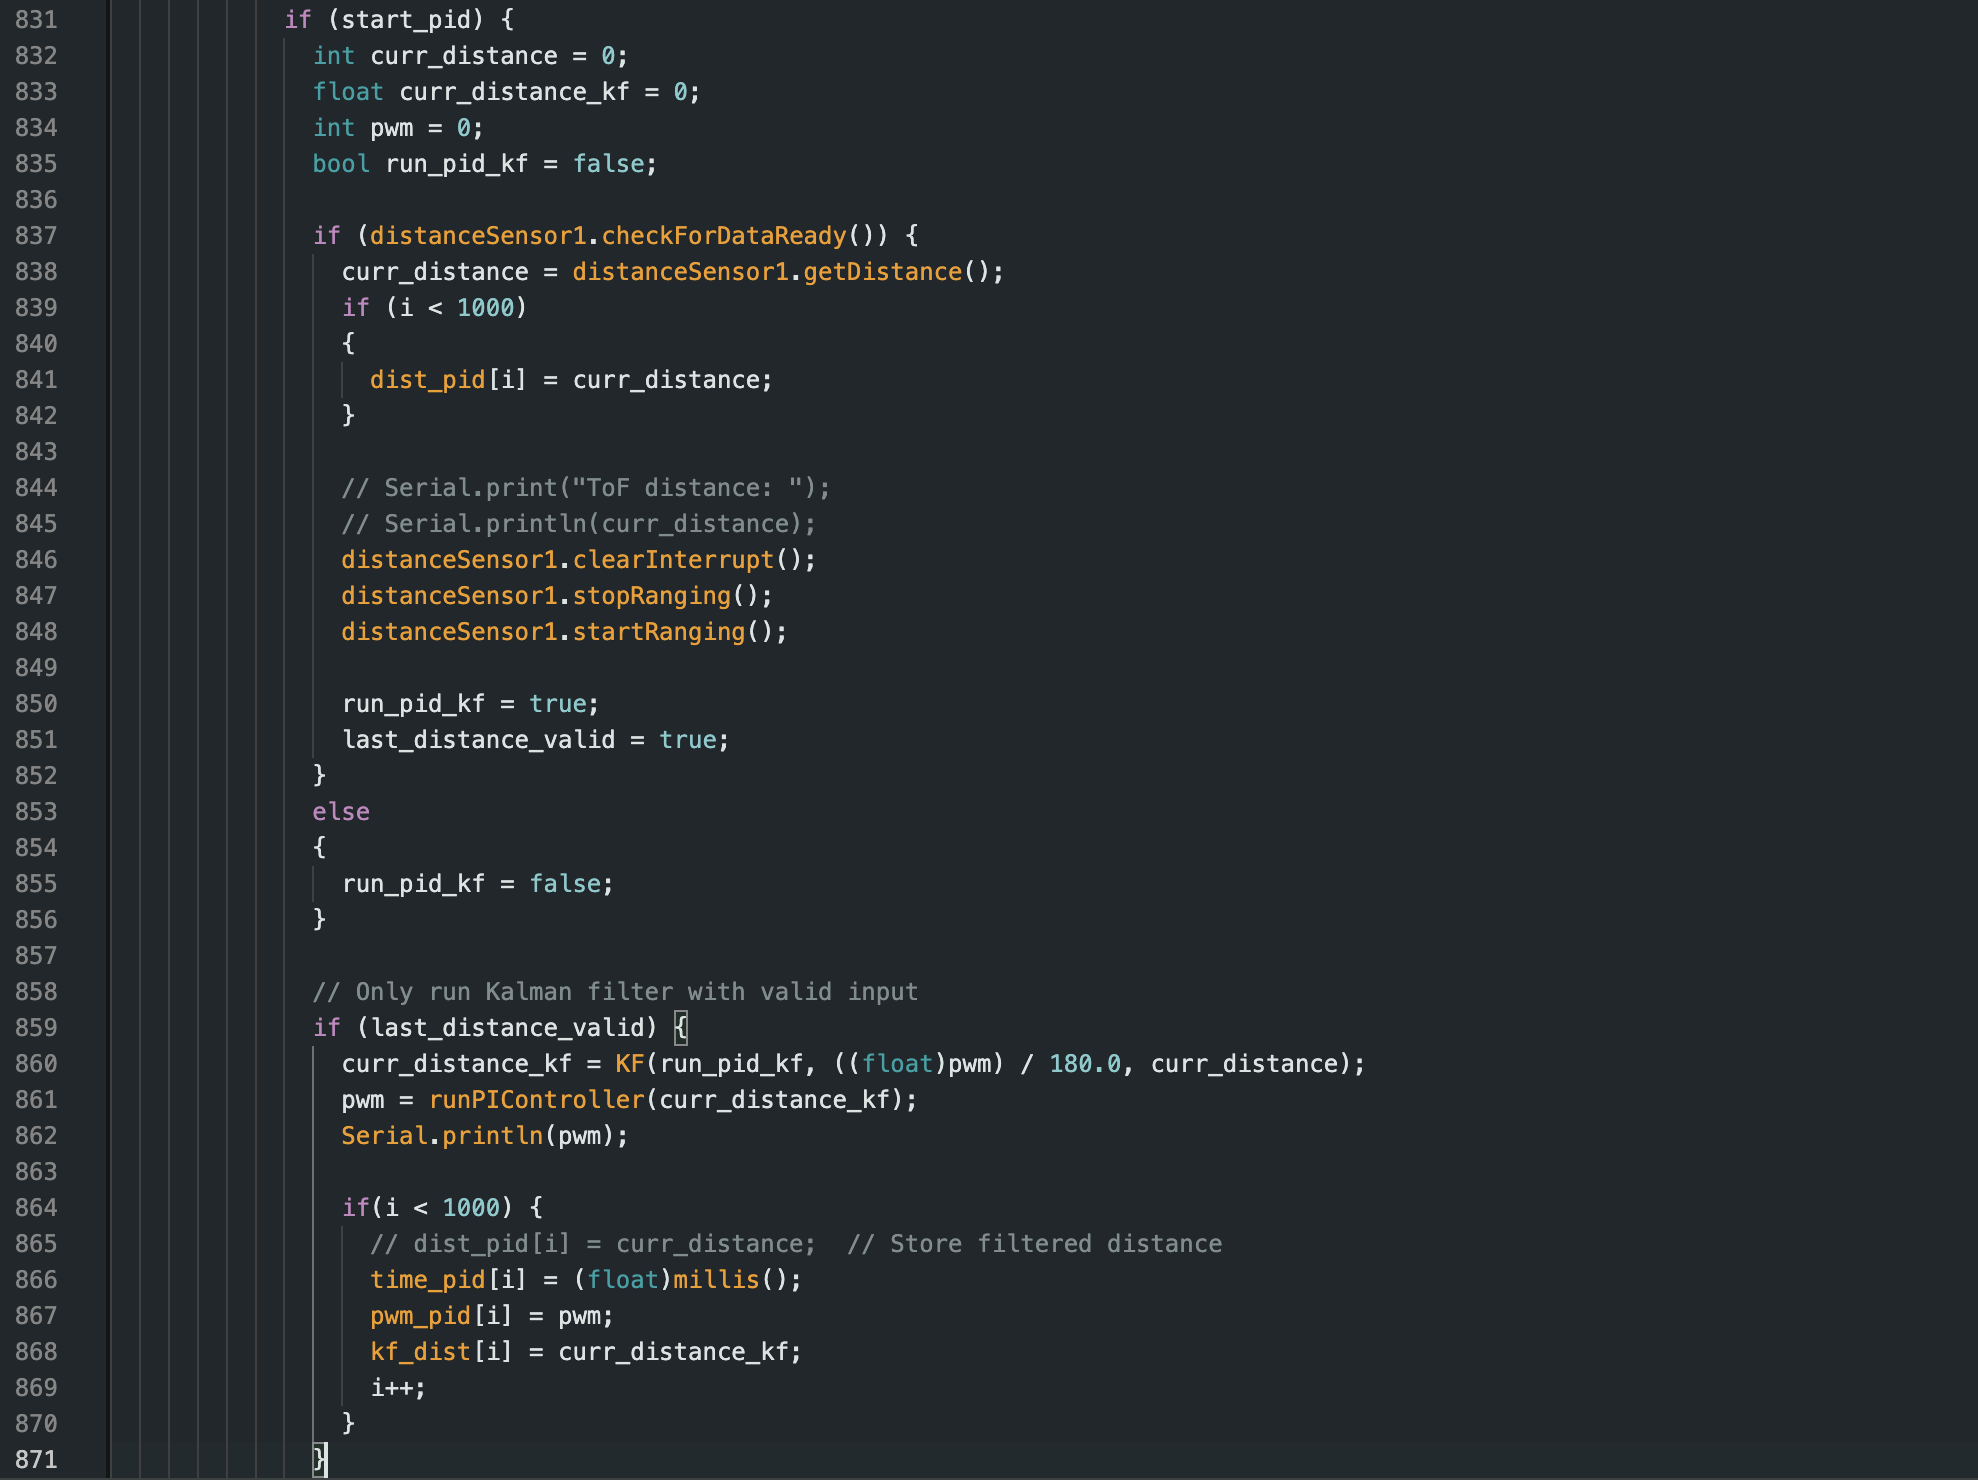 831 if (start_pid) {
832 int curr_distance = 0;
833 float curr_distance_kf = 0;
834 int pwm = 0;
835 bool run_pid_kf = false;
836
837 if (distanceSensor1.checkForDataReady()) {
838 curr_distance = distanceSensor1.getDistance();
839 if (i < 1000)
840 {
841 dist_pid[i] = curr_distance;
842 }
843
844 // Serial.print("ToF distance: ");
845 // Serial.println(curr_distance);
846 distanceSensor1.clearInterrupt();
847 distanceSensor1.stopRanging();
848 distanceSensor1.startRanging();
849
850 run_pid_kf = true;
851 last_distance_valid = true;
852 }
853 else
854 {
855 run_pid_kf = false;
856 }
857
858 // Only run Kalman filter with valid input
859 if (last_distance_valid) {
860 curr_distance_kf = KF(run_pid_kf, ((float)pwm) / 180.0, curr_distance);
861 pwm = runPIController(curr_distance_kf);
862 Serial.println(pwm);
863
864 if(i < 1000) {
865 // dist_pid[i] = curr_distance;  // Store filtered distance
866 time_pid[i] = (float)millis();
867 pwm_pid[i] = pwm;
868 kf_dist[i] = curr_distance_kf;
869 i++;
870 }
871 }